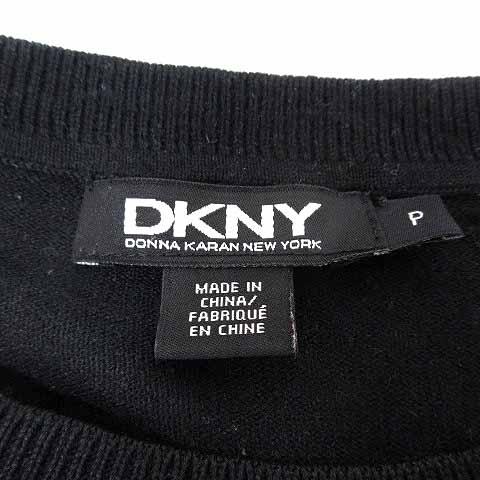 DKNY
DONNA KARAN NEW YORK
P
MADE IN
CHINA/
FABRIQUÉ
EN CHINE